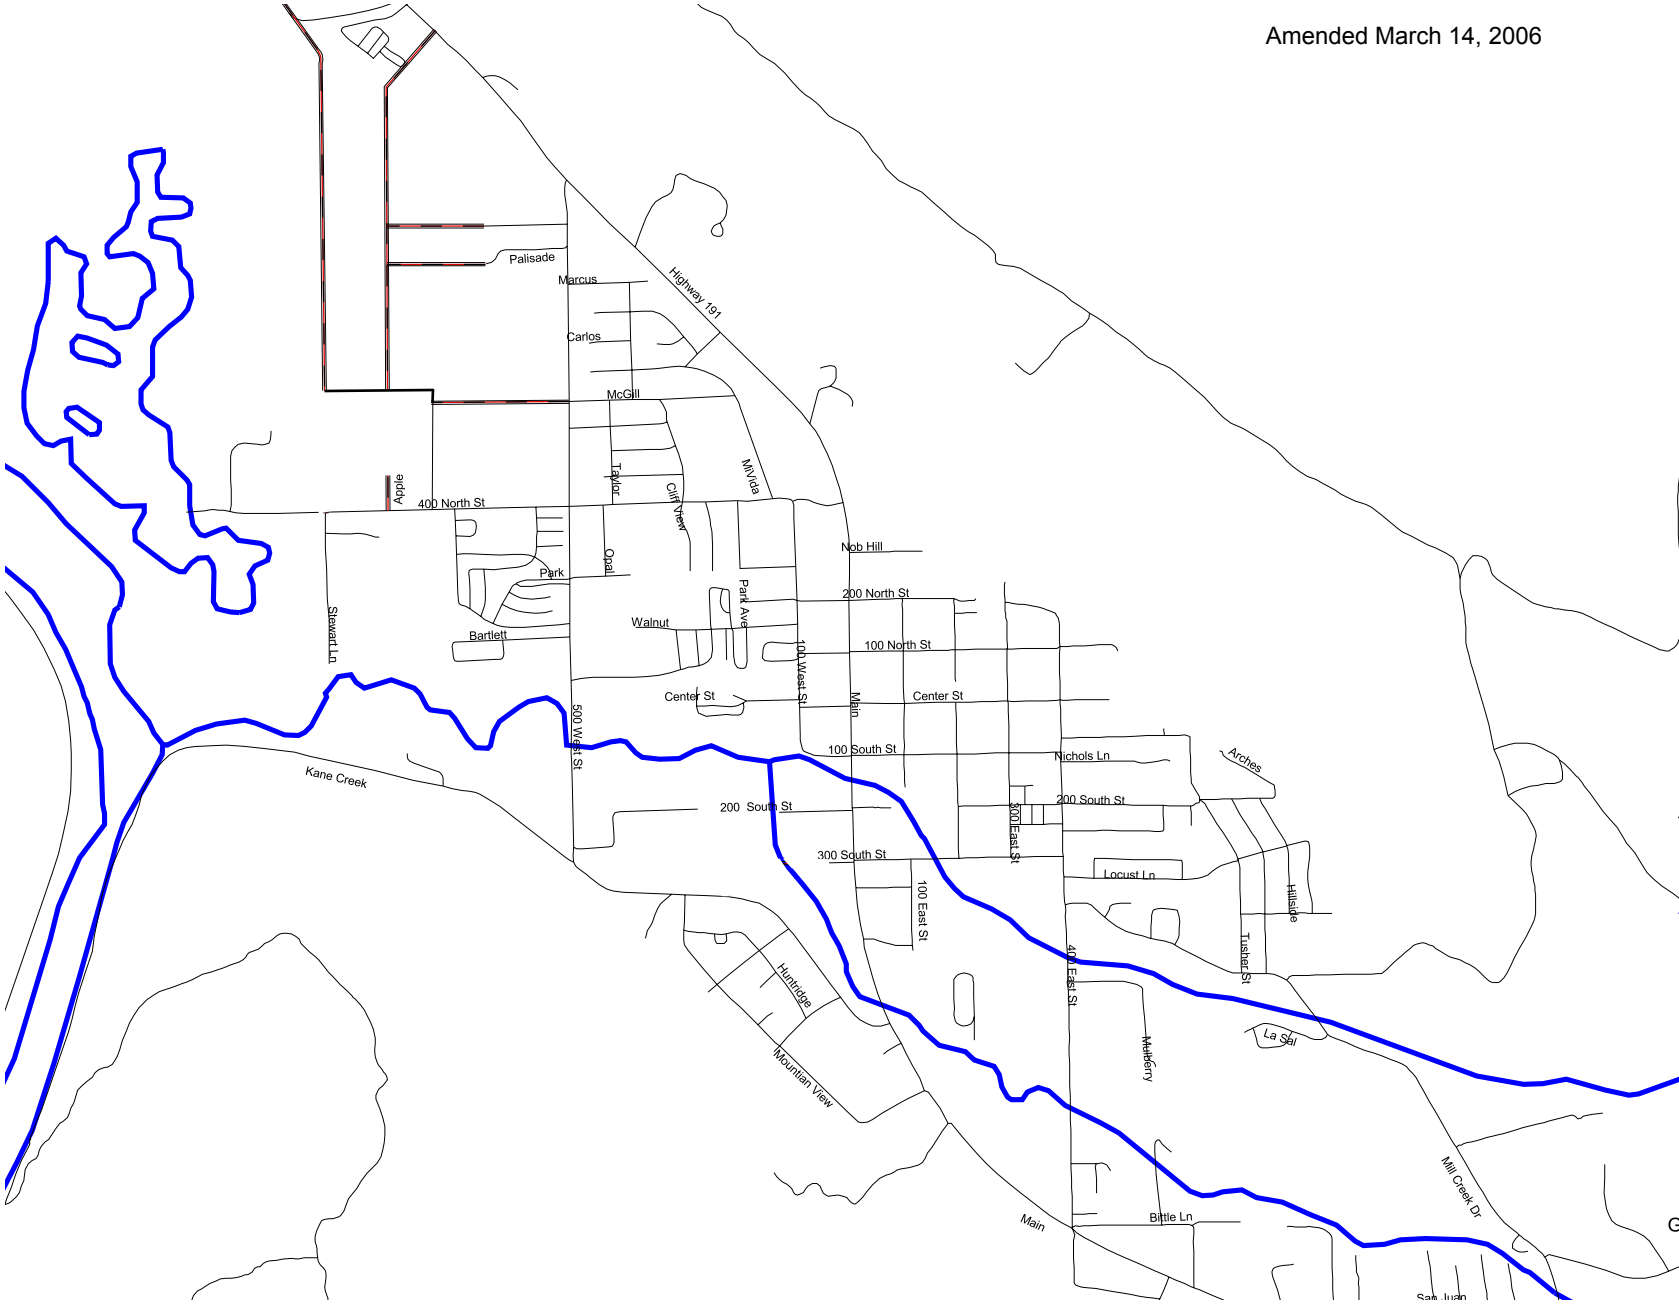 Amended March 14, 2006
Palisade
Marcus
Highway 191
Carlos
McGill
MiVida
Taylor
Apple
Cliff View
400 North St
Nob Hill
Opal
Park
Park Ave
200 North St
Stewart Ln
Walnut
Bartlett
100 North St
100 West St
Center St
Main
Center St
500 West St
100 South St
Nichols Ln
Arches
Kane Creek
200 South St
200 South St
300 East St
300 South St
Locust Ln
100 East St
Hillside
Tusher St
400 East St
Huntridge
La Sal
Mulberry
Mountian View
Mill Creek Dr
Main
Bittle Ln
G
San Juan